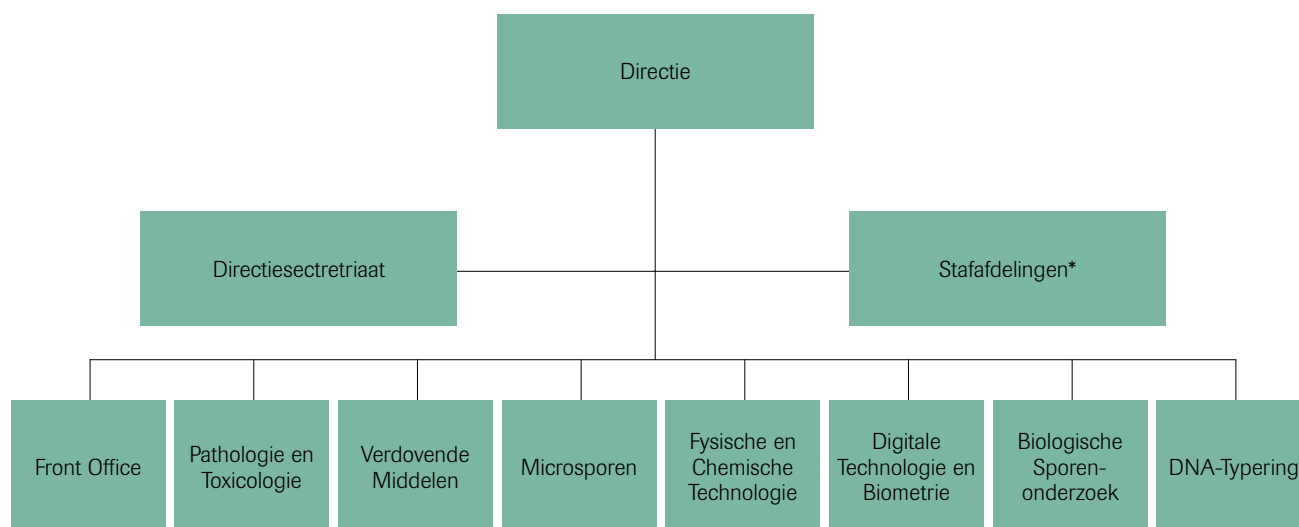 Directie
Directiesectretriaat
Stafafdelingen*
Front Office
Pathologie en
Toxicologie
Verdovende
Middelen
Microsporen
Fysische en
Chemische
Technologie
Digitale
Technologie en
Biometrie
Biologische
Sporen-
onderzoek
DNA-Typering